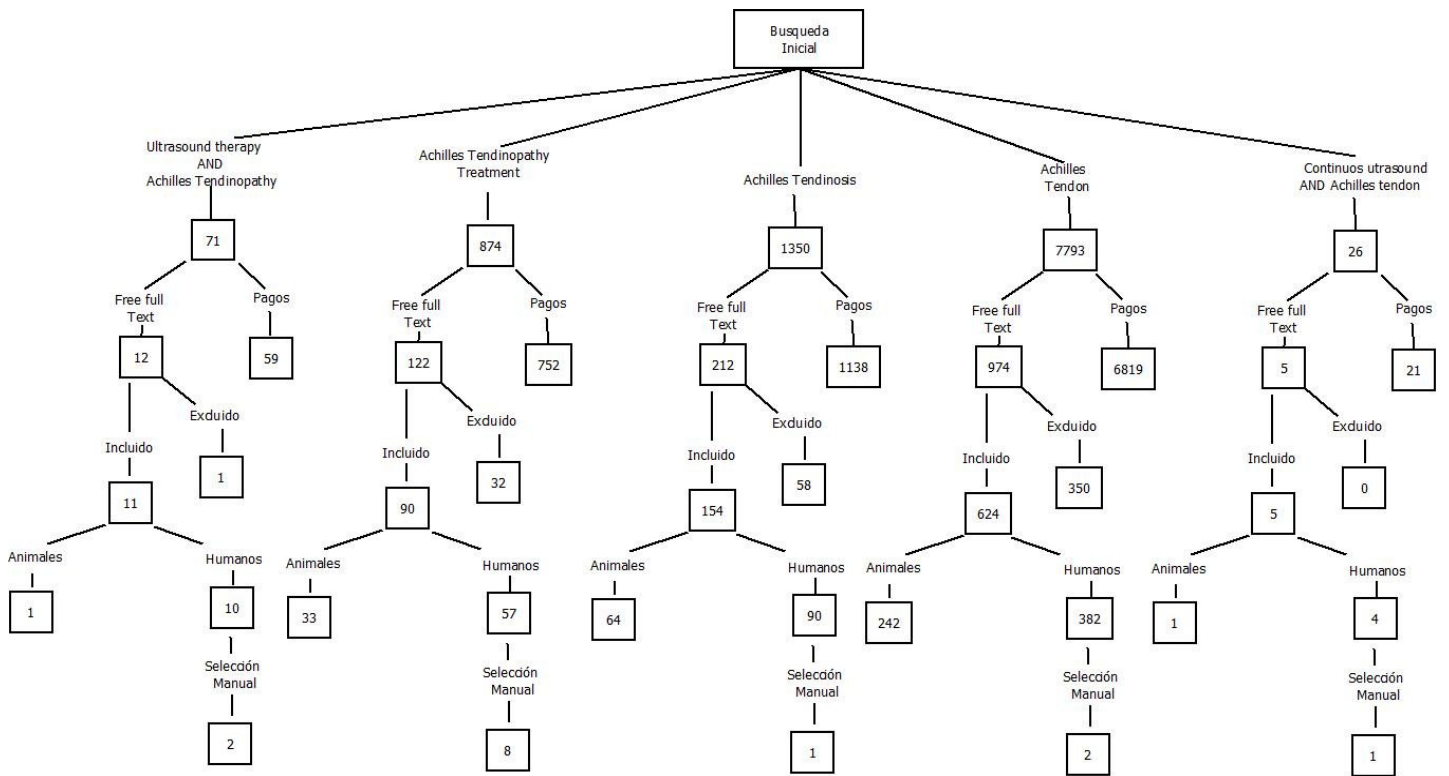 Busqueda
Inicial
Ultrasound therapy
AND
Achilles Tendinopathy
71
Free full
Text
Pagos
12
59
Excluido
Incluido
1
11
Animales
Humanos
1
10
Selección
Manual
2
Achilles Tendinopathy
Treatment
874
Free full
Text
Pagos
122
752
Excluido
Incluido
32
90
Animales
Humanos
33
57
Selección
Manual
8
Achilles Tendinosis
1350
Free full
Text
Pagos
212
1138
Excluido
Incluido
58
154
Animales
Humanos
64
90
Selección
Manual
1
Achilles
Tendon
7793
Free full
Text
Pagos
974
6819
Excluido
Incluido
350
624
Animales
Humanos
242
382
Selección
Manual
2
Continuos utrasound
AND Achilles tendon
26
Free full
Text
Pagos
5
21
Excluido
Incluido
0
5
Animales
Humanos
1
4
Selección
Manual
1